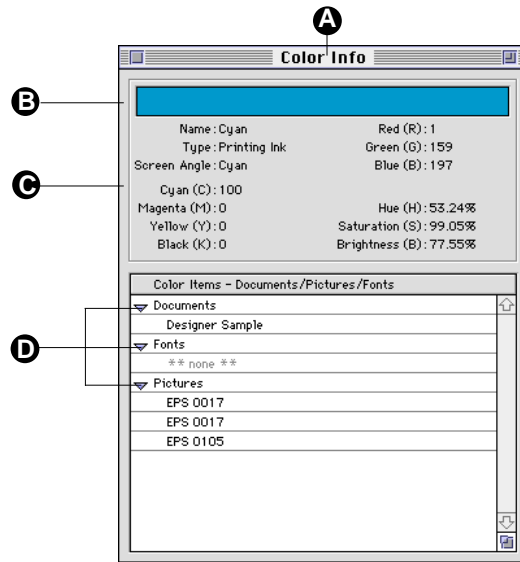 A
Color Info
B
Name: Cyan Red (R): 1
Type: Printing Ink Green (G): 159
Screen Angle: Cyan Blue (B): 197
C
Cyan (C): 100
Magenta (M): 0 Hue (H): 53.24%
Yellow (Y): 0 Saturation (S): 99.05%
Black (K): 0 Brightness (B): 77.55%
Color Items - Documents/Pictures/Fonts
Documents
Designer Sample
D
Fonts
** none **
Pictures
EPS 0017
EPS 0017
EPS 0105